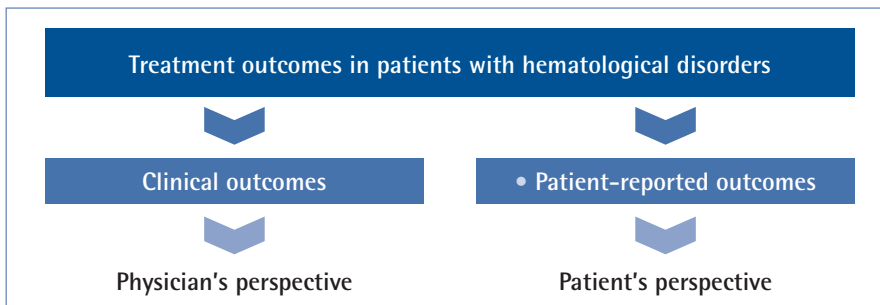 Treatment outcomes in patients with hematological disorders
Clinical outcomes
• Patient-reported outcomes
Physician's perspective
Patient's perspective